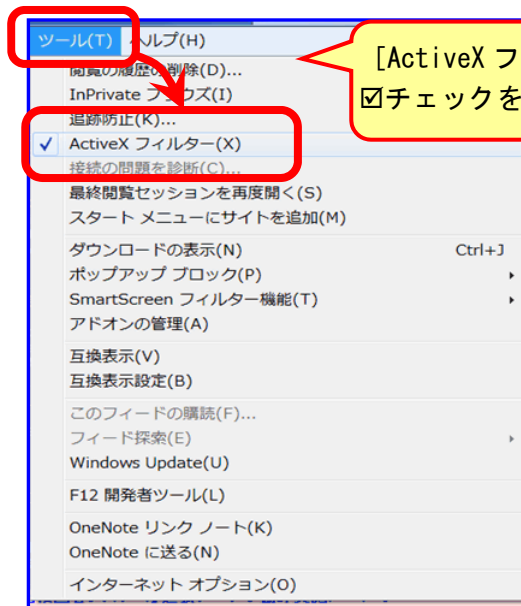 ツール(T) ヘルプ(H)
[ActiveX フ
☑チェックを
閲覧の履歴の削除(D)...
InPrivate ブラウズ(I)
追跡防止(K)...
✓ ActiveX フィルター(X)
接続の問題を診断(C)...
最終閲覧セッションを再度開く(S)
スタート メニューにサイトを追加(M)
ダウンロードの表示(N) Ctrl+J
ポップアップ ブロック(P)
SmartScreen フィルター機能(T)
アドオンの管理(A)
互換表示(V)
互換表示設定(B)
このフィードの購読(F)...
フィード探索(E)
Windows Update(U)
F12 開発者ツール(L)
OneNote リンク ノート(K)
OneNote に送る(N)
インターネット オプション(O)